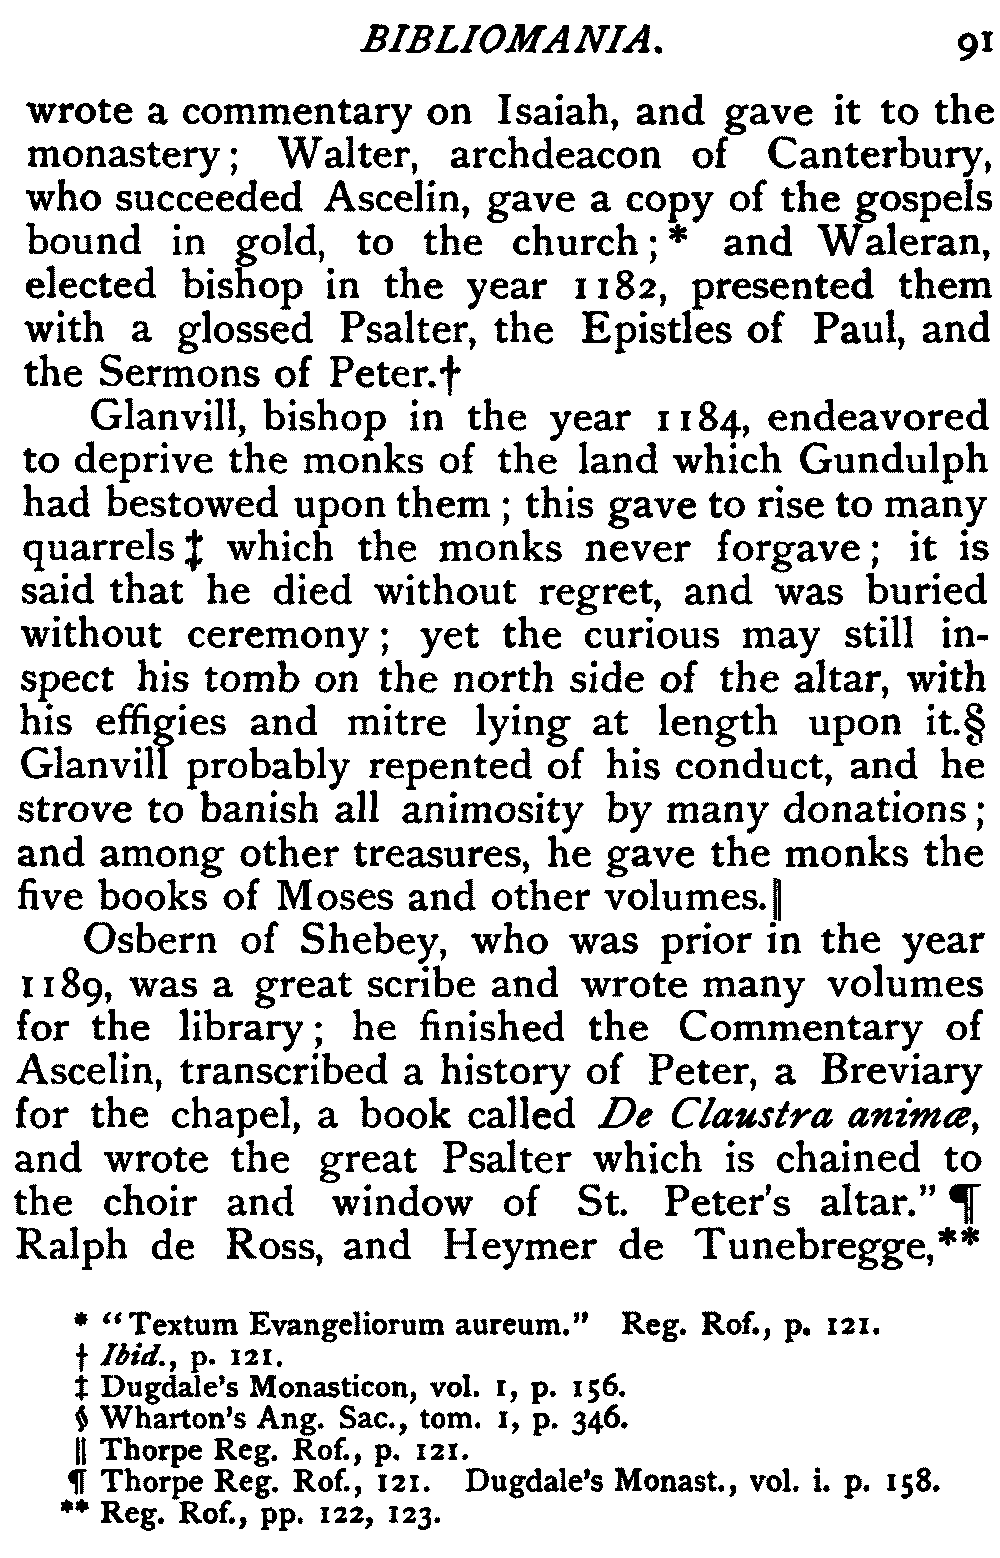 BIBLIOMANIA. 91
wrote a commentary on Isaiah, and gave it to the
monastery; Walter, archdeacon of Canterbury,
who succeeded Ascelin, gave a copy of the gospels
bound in gold, to the church;* and Waleran,
elected bishop in the year 1182, presented them
with a glossed Psalter, the Epistles of Paul, and
the Sermons of Peter.†
Glanvill, bishop in the year 1184, endeavored
to deprive the monks of the land which Gundulph
had bestowed upon them; this gave to rise to many
quarrels‡ which the monks never forgave; it is
said that he died without regret, and was buried
without ceremony; yet the curious may still in-
spect his tomb on the north side of the altar, with
his effigies and mitre lying at length upon it.§
Glanvill probably repented of his conduct, and he
strove to banish all animosity by many donations;
and among other treasures, he gave the monks the
five books of Moses and other volumes.‖
Osbern of Shebey, who was prior in the year
1189, was a great scribe and wrote many volumes
for the library; he finished the Commentary of
Ascelin, transcribed a history of Peter, a Breviary
for the chapel, a book called De Claustra animæ,
and wrote the great Psalter which is chained to
the choir and window of St. Peter's altar."¶
Ralph de Ross, and Heymer de Tunebregge,**
* "Textum Evangeliorum aureum." Reg. Rof., p. 121.
† Ibid., p. 121.
‡ Dugdale's Monasticon, vol. 1, p. 156.
§ Wharton's Ang. Sac., tom. 1, p. 346.
‖ Thorpe Reg. Rof., p. 121.
¶ Thorpe Reg. Rof., 121. Dugdale's Monast., vol. i. p. 158.
** Reg. Rof., pp. 122, 123.